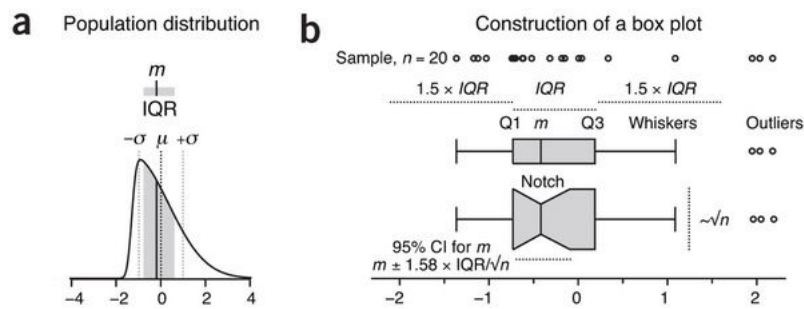 a Population distribution
m
IQR
−σ μ +σ
−4 −2 0 2 4
b Construction of a box plot
Sample, n = 20
1.5 × IQR IQR 1.5 × IQR
Q1 m Q3 Whiskers Outliers
Notch
~√n
95% CI for m
m ± 1.58 × IQR/√n
−2 −1 0 1 2